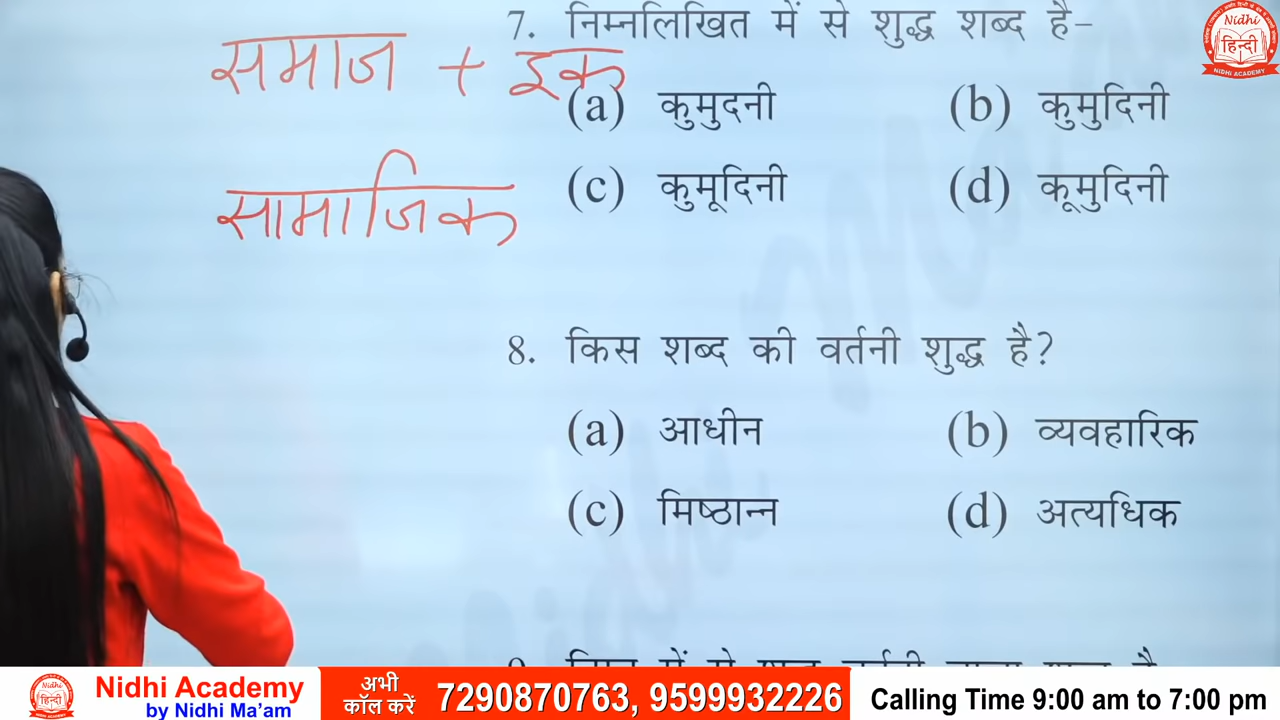 समाज + इक
सामाजिक
7. निम्नलिखित में से शुद्ध शब्द है–
(a) कुमुदनी (b) कुमुदिनी
(c) कुमूदिनी (d) कूमुदिनी
8. किस शब्द की वर्तनी शुद्ध है?
(a) आधीन (b) व्यवहारिक
(c) मिष्ठान्न (d) अत्यधिक
Nidhi
हिन्दी
NIDHI ACADEMY
Nidhi Academy
by Nidhi Ma'am
अभी
कॉल करें
7290870763, 9599932226
Calling Time 9:00 am to 7:00 pm